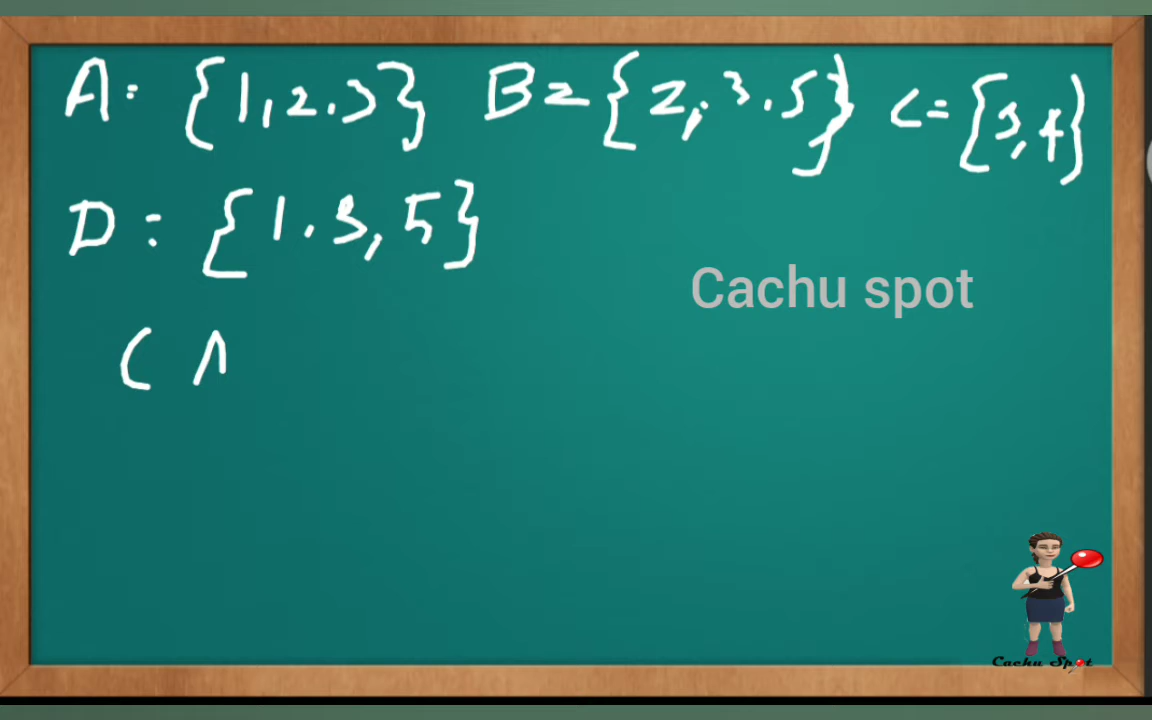 A= {1,2.3} B= {2,3.5} C= {3,4}
D= {1.3,5}
Cachu spot
( A
Cachu Spot